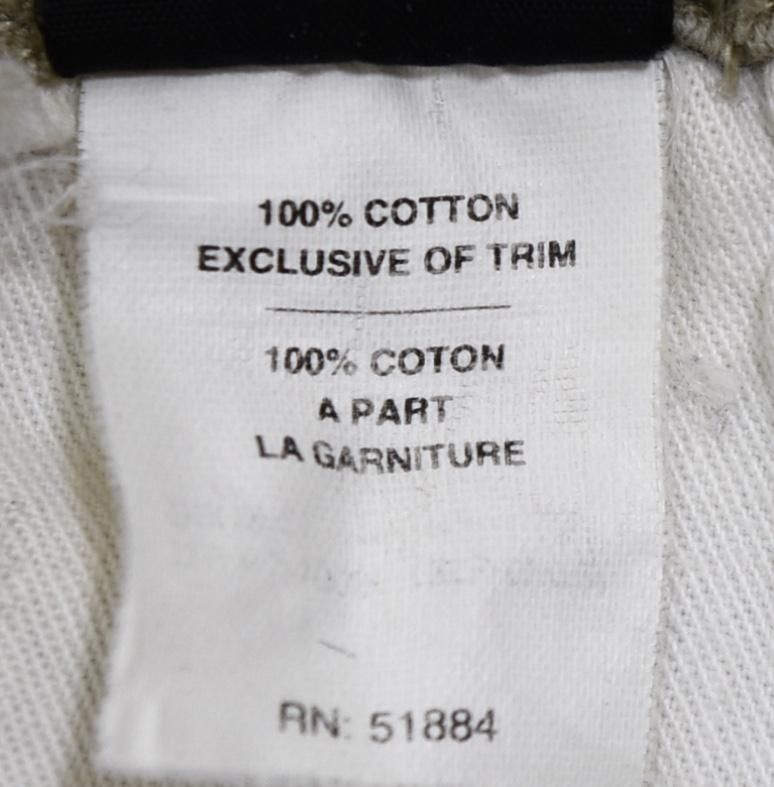 100% COTTON
EXCLUSIVE OF TRIM
100% COTON
A PART
LA GARNITURE
RN: 51884